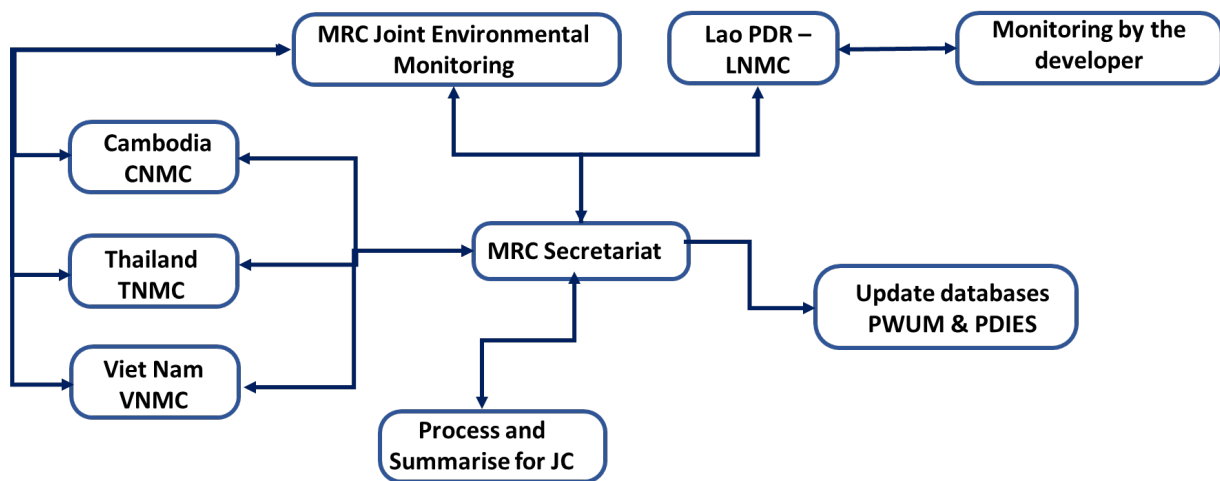 MRC Joint Environmental
Monitoring
Lao PDR –
LNMC
Monitoring by the
developer
Cambodia
CNMC
Thailand
TNMC
MRC Secretariat
Update databases
PWUM & PDIES
Viet Nam
VNMC
Process and
Summarise for JC